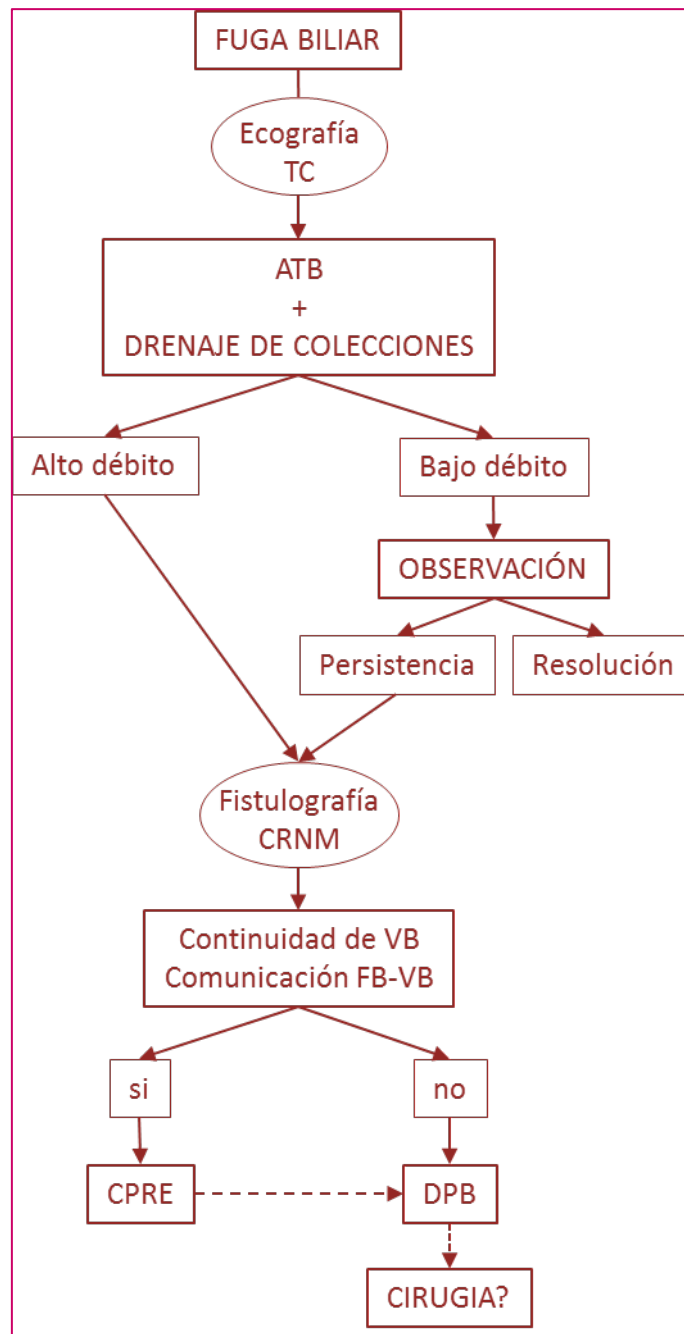 FUGA BILIAR
Ecografía
TC
ATB
+
DRENAJE DE COLECCIONES
Alto débito
Bajo débito
OBSERVACIÓN
Persistencia
Resolución
Fistulografía
CRNM
Continuidad de VB
Comunicación FB-VB
si
no
CPRE
DPB
CIRUGIA?